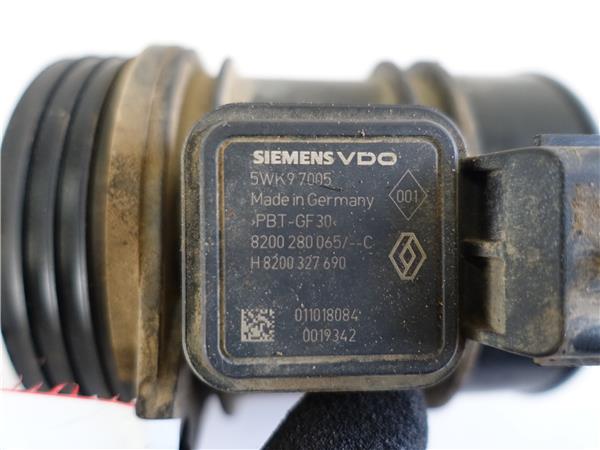 SIEMENS VDO
5WK9 7005
Made in Germany
›PBT-GF30‹
001
8200 280 065/--C
H 8200 327 690
011018084
0019342